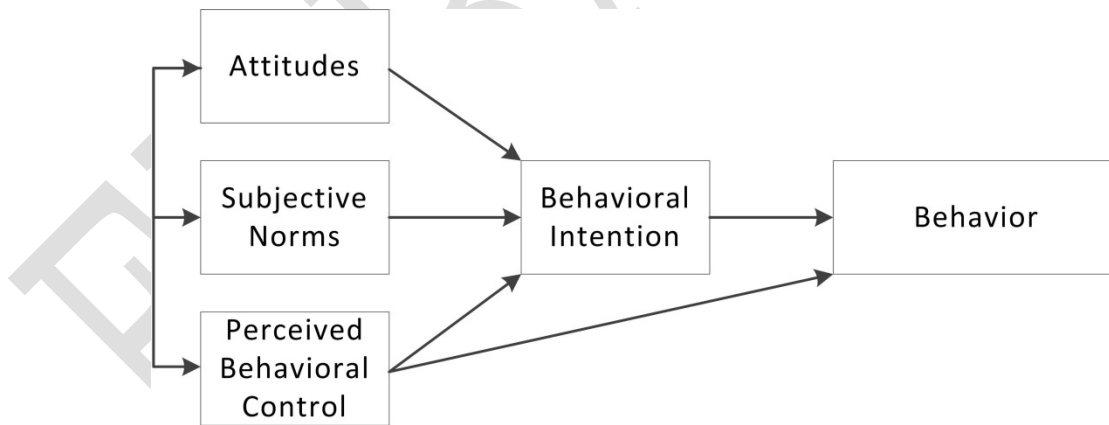 Attitudes
Subjective
Norms
Perceived
Behavioral
Control
Behavioral
Intention
Behavior